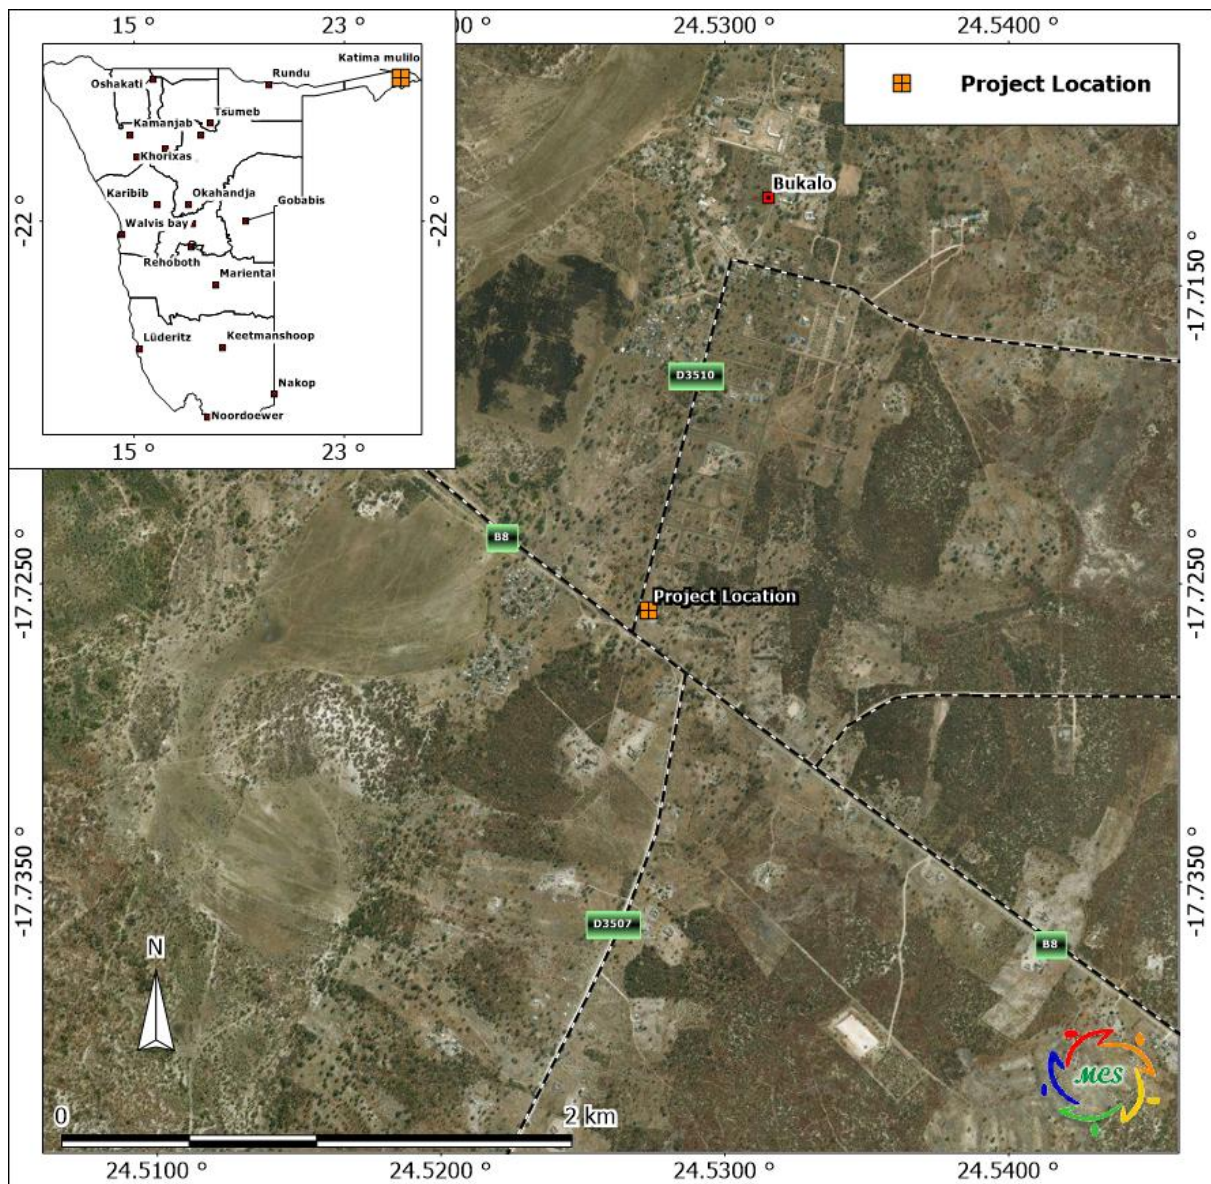 15 °
23 °
00 °
24.5300 °
24.5400 °
Katima mulilo
Oshakati
Rundu
Tsümeb
Kamanjab
Khorixas
Karibib
Okahandja
Gobabis
Walvis bay
Rehoboth
Mariental
Lüderitz
Keetmanshoop
Nakop
Noordoewer
-22 °
-22 °
15 °
23 °
Project Location
Bukalo
-17.7150 °
D3510
B8
-17.7250 °
-17.7250 °
Project Location
-17.7350 °
-17.7350 °
D3507
B8
N
MCS
0
2 km
24.5100 °
24.5200 °
24.5300 °
24.5400 °